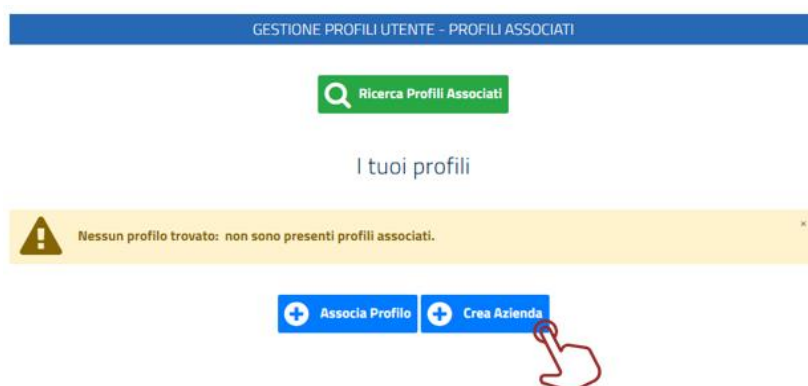 GESTIONE PROFILI UTENTE - PROFILI ASSOCIATI
Ricerca Profili Associati
I tuoi profili
Nessun profilo trovato: non sono presenti profili associati.
×
Associa Profilo Crea Azienda